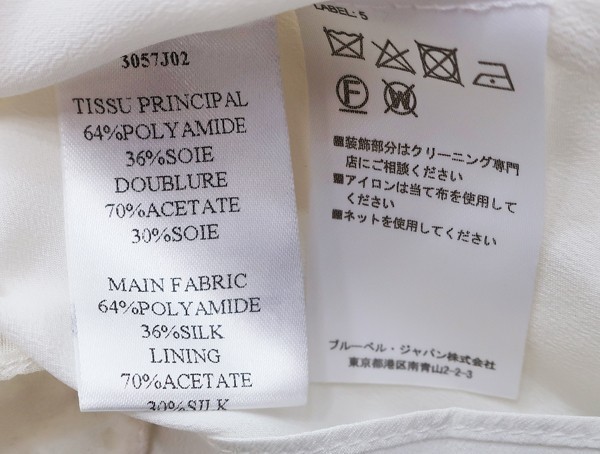 3057J02
TISSU PRINCIPAL
64%POLYAMIDE
36%SOIE
DOUBLURE
70%ACETATE
30%SOIE
MAIN FABRIC
64%POLYAMIDE
36%SILK
LINING
70%ACETATE
30%SILK
LABEL: 5
F
W
■装飾部分はクリーニング専門
店にご相談ください
■アイロンは当て布を使用して
ください
■ネットを使用してください
ブルーベル・ジャパン株式会社
東京都港区南青山2-2-3